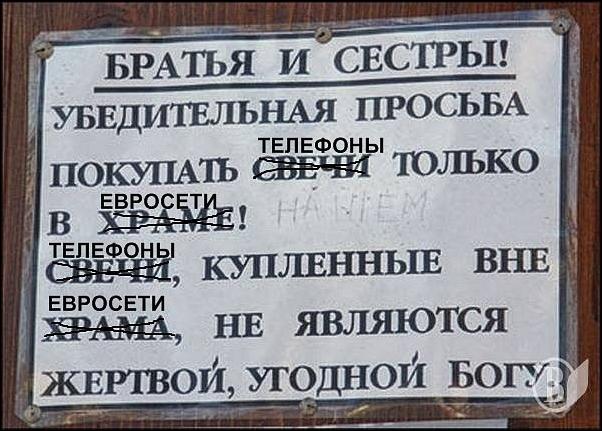 БРАТЬЯ И СЕСТРЫ!
УБЕДИТЕЛЬНАЯ ПРОСЬБА
ТЕЛЕФОНЫ
ПОКУПАТЬ СВЕЧИ ТОЛЬКО
ЕВРОСЕТИ
В ХРАМЕ! НАШЕМ
ТЕЛЕФОНЫ
СВЕЧИ, КУПЛЕННЫЕ ВНЕ
ЕВРОСЕТИ
ХРАМА, НЕ ЯВЛЯЮТСЯ
ЖЕРТВОЙ, УГОДНОЙ БОГУ
В